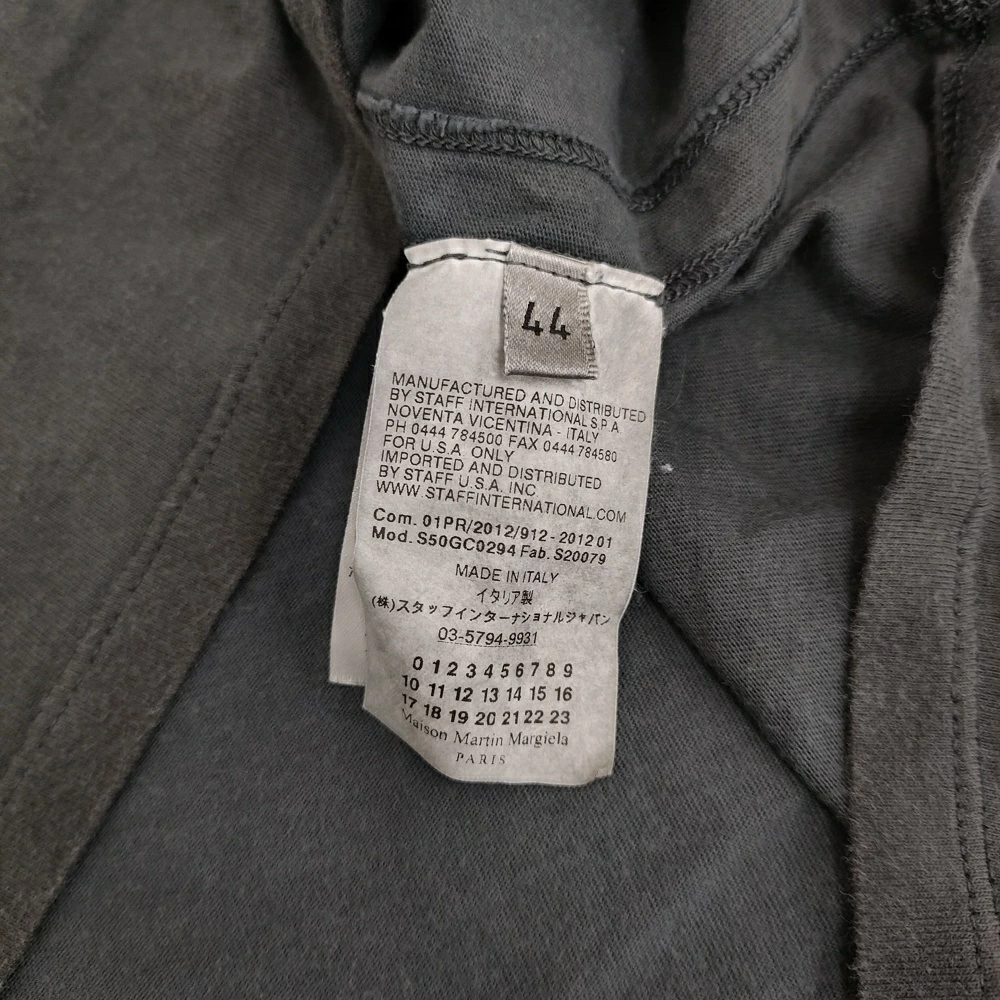 44
MANUFACTURED AND DISTRIBUTED
BY STAFF INTERNATIONAL S.P.A
NOVENTA VICENTINA - ITALY
PH 0444 784500 FAX 0444 784580
FOR U.S.A ONLY
IMPORTED AND DISTRIBUTED
BY STAFF U.S.A. INC
WWW.STAFFINTERNATIONAL.COM
Com. 01PR/2012/912 - 2012 01
Mod. S50GC0294 Fab. S20079
MADE IN ITALY
イタリア製
(株)スタッフインターナショナルジャパン
03-5794-9931
0 1 2 3 4 5 6 7 8 9
10 11 12 13 14 15 16
17 18 19 20 21 22 23
Maison Martin Margiela
PARIS